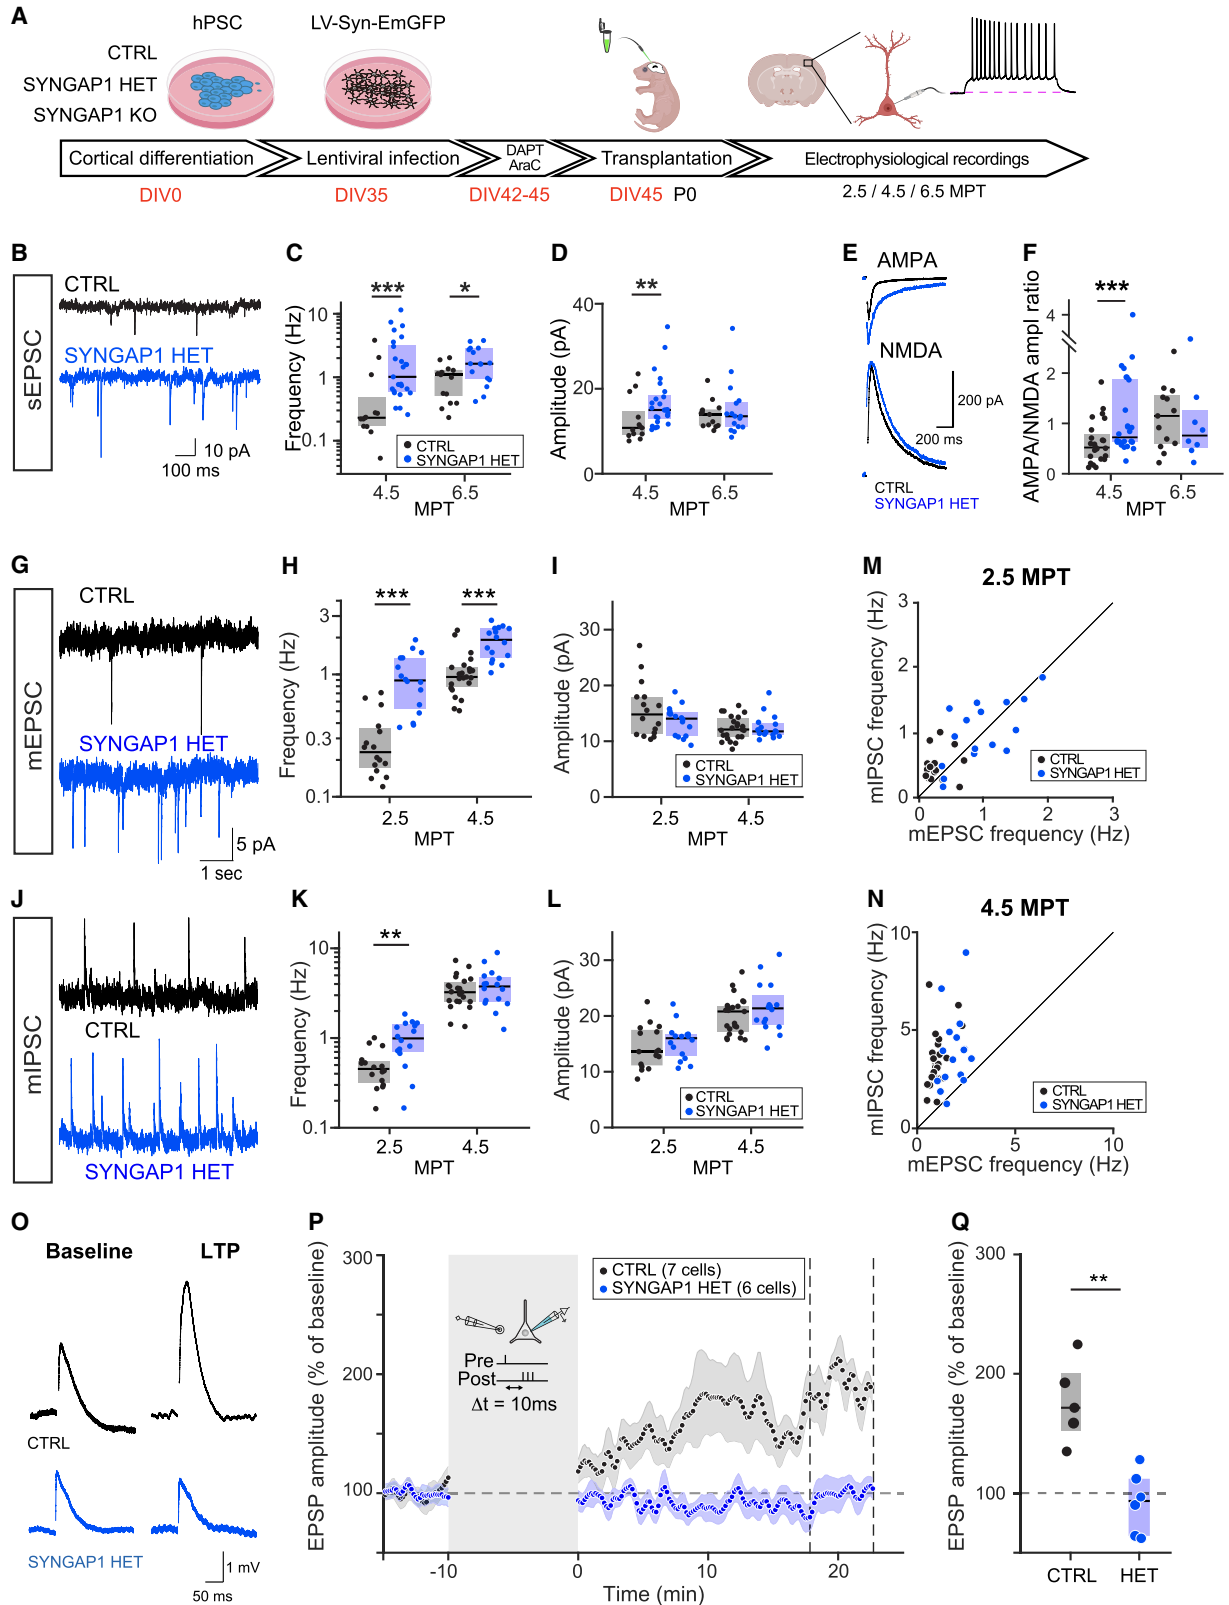 A
hPSC
LV-Syn-EmGFP
CTRL
SYNGAP1 HET
SYNGAP1 KO
Cortical differentiation
Lentiviral infection
DAPT
AraC
Transplantation
Electrophysiological recordings
DIV0
DIV35
DIV42-45
DIV45 P0
2.5 / 4.5 / 6.5 MPT
B
sEPSC
CTRL
SYNGAP1 HET
10 pA
100 ms
C
Frequency (Hz)
10
1
0.1
***
*
CTRL
SYNGAP1 HET
4.5
6.5
MPT
D
Amplitude (pA)
40
20
0
**
4.5
6.5
MPT
E
AMPA
NMDA
200 pA
200 ms
CTRL
SYNGAP1 HET
F
AMPA/NMDA ampl ratio
4
2
1
0
***
4.5
6.5
MPT
G
mEPSC
CTRL
SYNGAP1 HET
5 pA
1 sec
H
Frequency (Hz)
3
1
0.3
0.1
***
***
2.5
4.5
MPT
I
Amplitude (pA)
30
20
10
0
CTRL
SYNGAP1 HET
2.5
4.5
MPT
M
2.5 MPT
mIPSC frequency (Hz)
3
2
1
0
CTRL
SYNGAP1 HET
0
1
2
3
mEPSC frequency (Hz)
J
mIPSC
CTRL
SYNGAP1 HET
K
Frequency (Hz)
10
1
0.1
**
2.5
4.5
MPT
L
Amplitude (pA)
30
20
10
0
CTRL
SYNGAP1 HET
2.5
4.5
MPT
N
4.5 MPT
mIPSC frequency (Hz)
10
5
0
CTRL
SYNGAP1 HET
0
5
10
mEPSC frequency (Hz)
O
Baseline
LTP
CTRL
SYNGAP1 HET
1 mV
50 ms
P
EPSP amplitude (% of baseline)
300
200
100
CTRL (7 cells)
SYNGAP1 HET (6 cells)
Pre
Post
Δt = 10ms
-10
0
10
20
Time (min)
Q
EPSP amplitude (% of baseline)
300
200
100
**
CTRL
HET